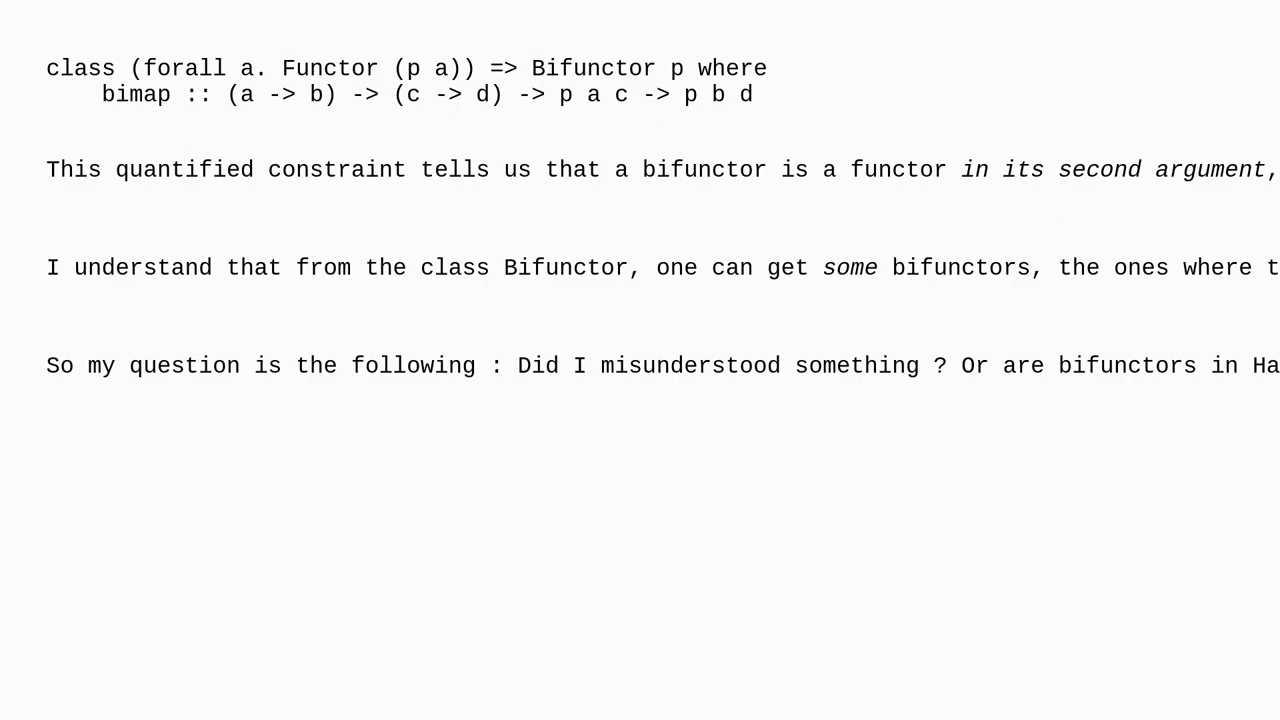 class (forall a. Functor (p a)) => Bifunctor p where
    bimap :: (a -> b) -> (c -> d) -> p a c -> p b d
This quantified constraint tells us that a bifunctor is a functor in its second argument,
I understand that from the class Bifunctor, one can get some bifunctors, the ones where t
So my question is the following : Did I misunderstood something ? Or are bifunctors in Ha